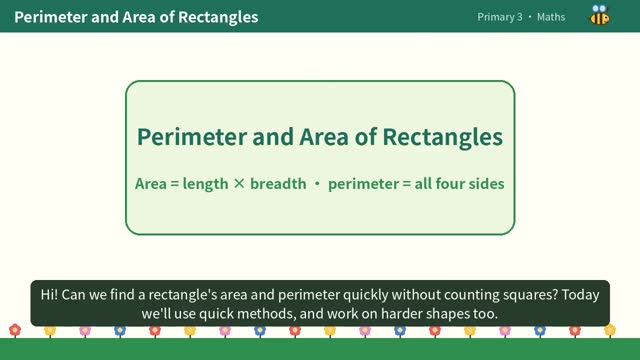 Perimeter and Area of Rectangles
Primary 3 • Maths
Perimeter and Area of Rectangles
Area = length × breadth • perimeter = all four sides
Hi! Can we find a rectangle's area and perimeter quickly without counting squares? Today
we'll use quick methods, and work on harder shapes too.